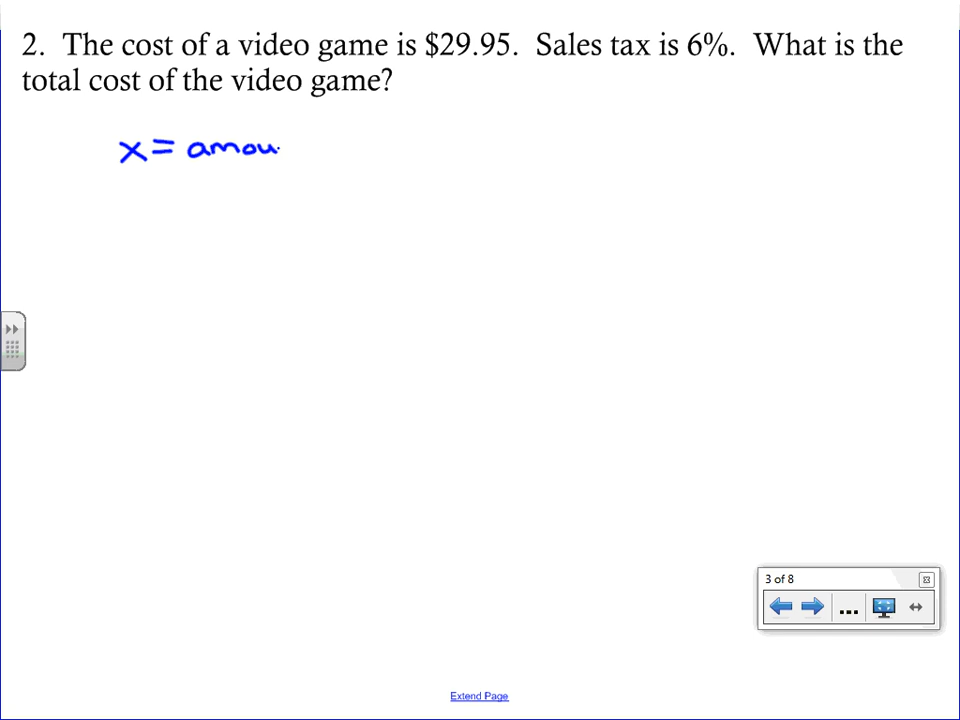 2. The cost of a video game is $29.95. Sales tax is 6%. What is the
total cost of the video game?
x = amou
3 of 8
...
Extend Page